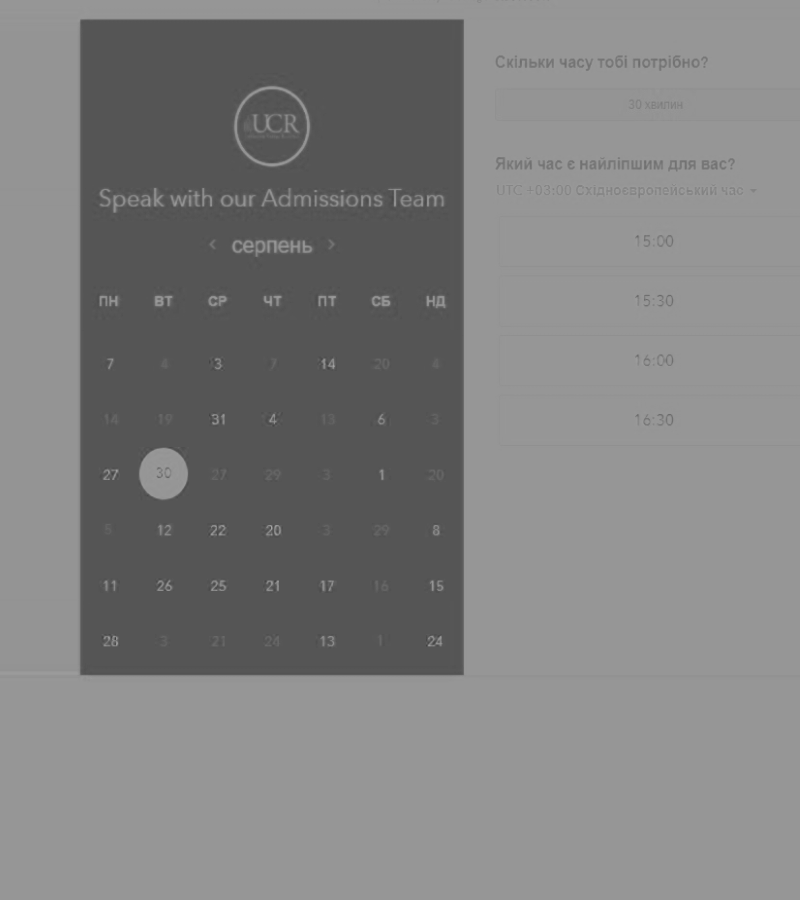 UCR
Speak with our Admissions Team
‹ серпень ›
ПН ВТ СР ЧТ ПТ СБ НД
7 4 3 7 14 20 4
14 19 31 4 13 6 3
27 30 27 29 3 1 20
5 12 22 20 3 29 8
11 26 25 21 17 16 15
28 3 21 24 13 1 24
Скільки часу тобі потрібно?
30 хвилин
Який час є найліпшим для вас?
UTC +03:00 Східноєвропейський час
15:00
15:30
16:00
16:30